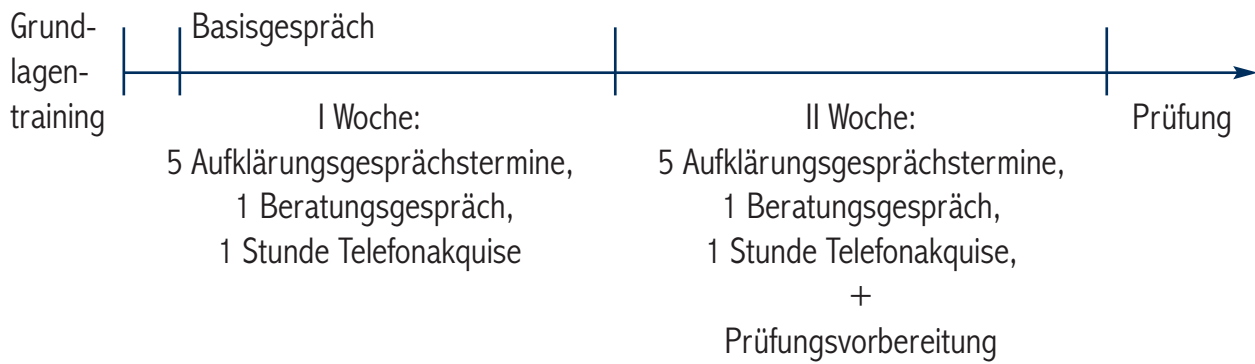 Grund-
lagen-
training
Basisgespräch
I Woche:
5 Aufklärungsgesprächstermine,
1 Beratungsgespräch,
1 Stunde Telefonakquise
II Woche:
5 Aufklärungsgesprächstermine,
1 Beratungsgespräch,
1 Stunde Telefonakquise,
+
Prüfungsvorbereitung
Prüfung